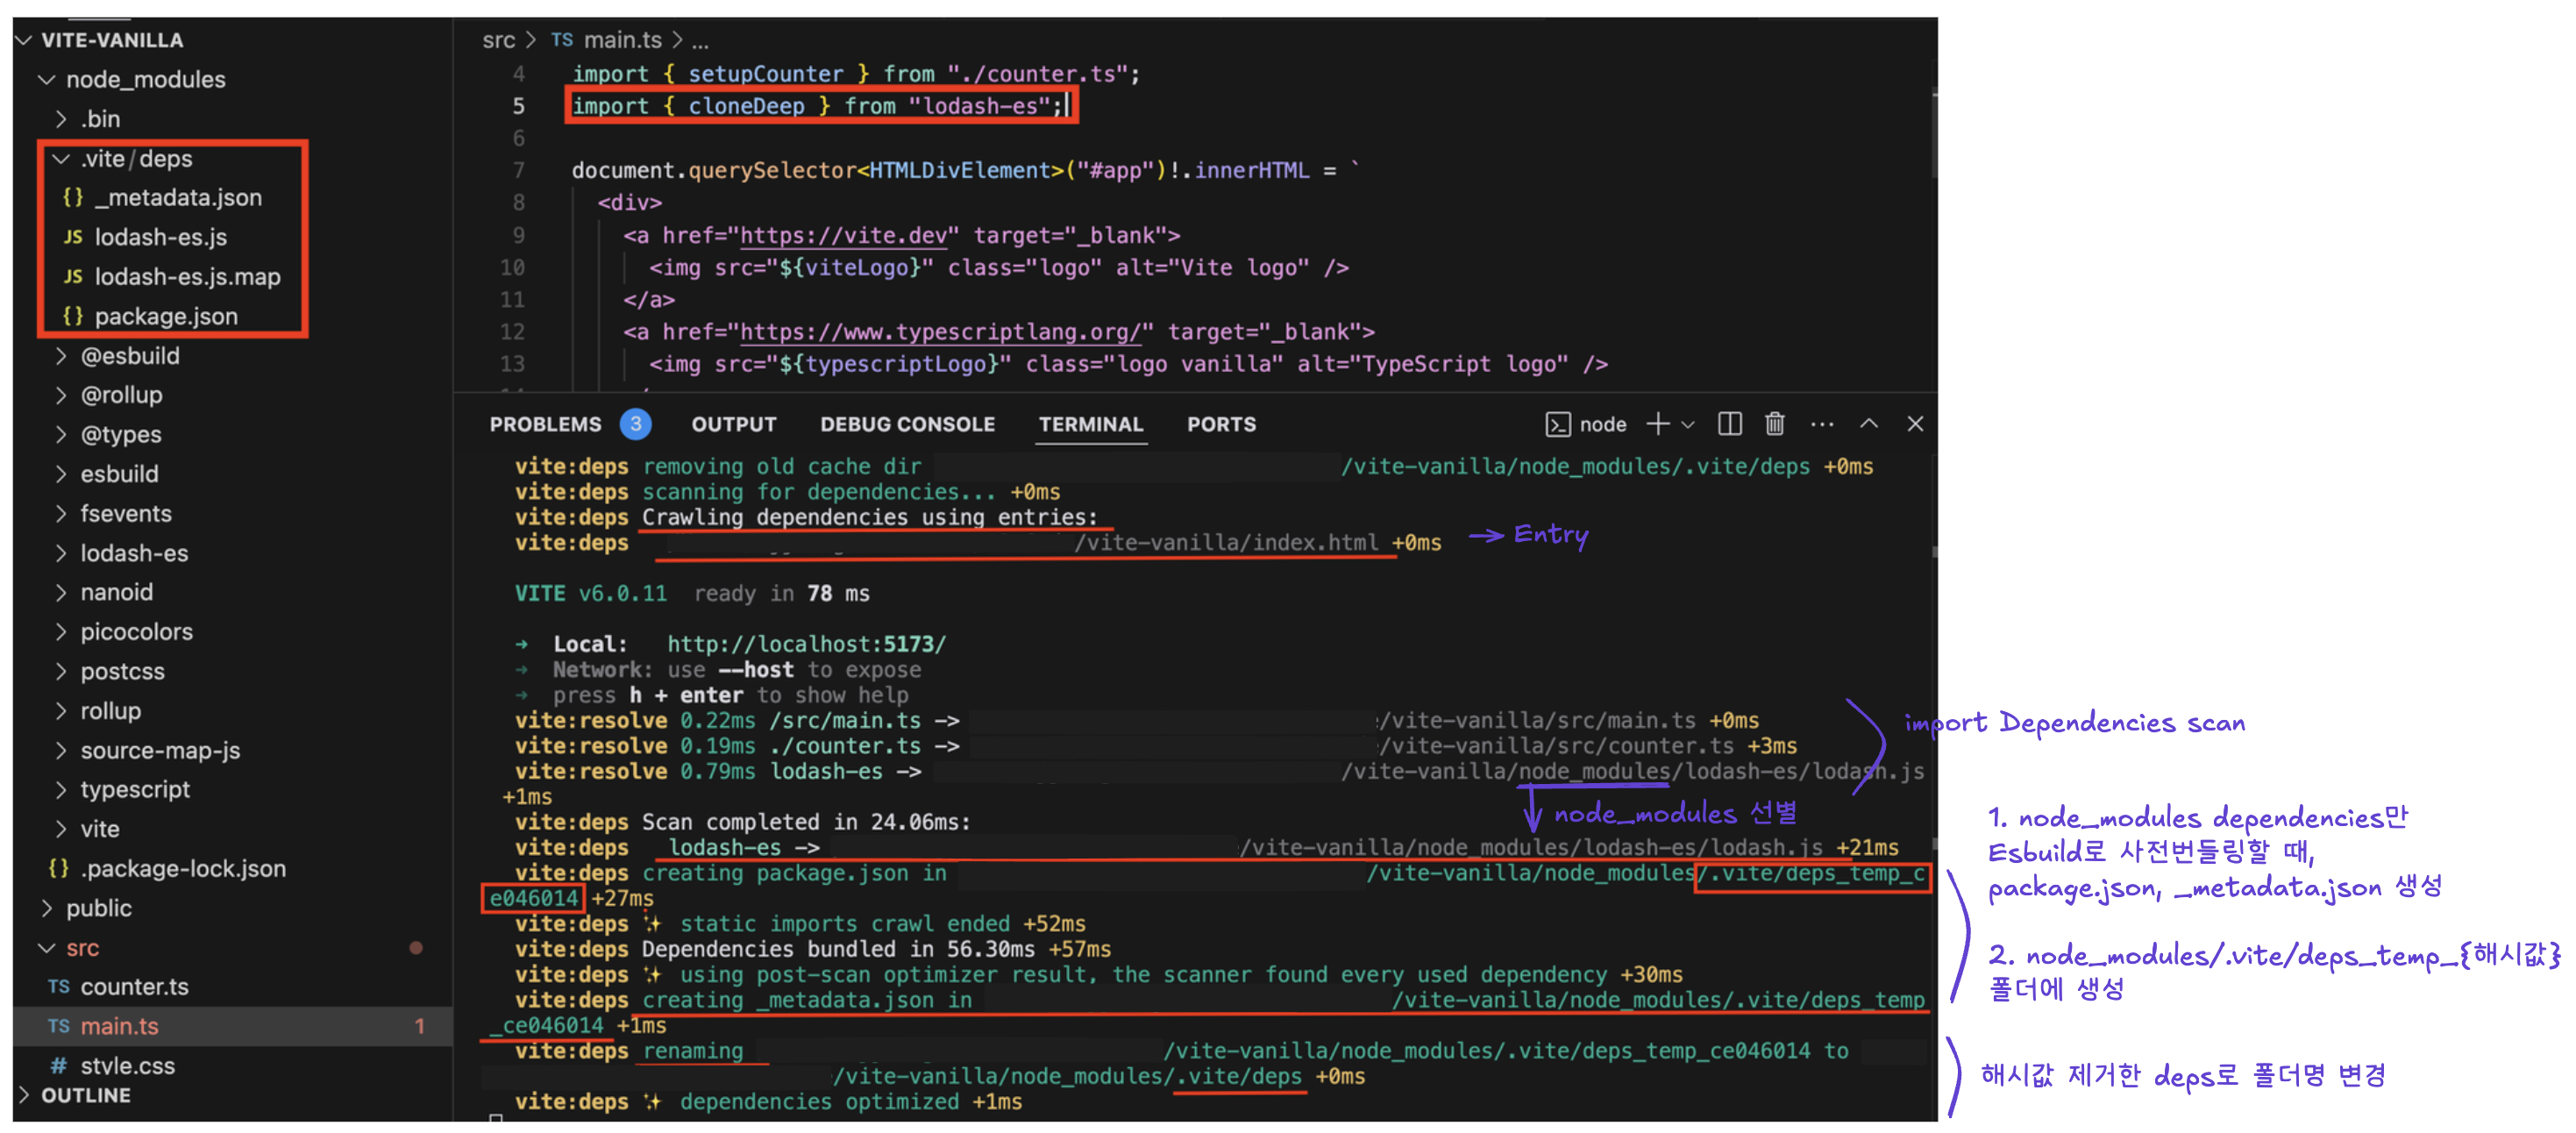 VITE-VANILLA
node_modules
.bin
.vite/deps
{} _metadata.json
JS lodash-es.js
JS lodash-es.js.map
{} package.json
@esbuild
@rollup
@types
esbuild
fsevents
lodash-es
nanoid
picocolors
postcss
rollup
source-map-js
typescript
vite
{} .package-lock.json
public
src
TS counter.ts
TS main.ts 1
# style.css
OUTLINE
src > TS main.ts > ...
4 import { setupCounter } from "./counter.ts";
5 import { cloneDeep } from "lodash-es";
6
7 document.querySelector<HTMLDivElement>("#app")!.innerHTML = `
8 <div>
9 <a href="https://vite.dev" target="_blank">
10 <img src="${viteLogo}" class="logo" alt="Vite logo" />
11 </a>
12 <a href="https://www.typescriptlang.org/" target="_blank">
13 <img src="${typescriptLogo}" class="logo vanilla" alt="TypeScript logo" />
PROBLEMS 3 OUTPUT DEBUG CONSOLE TERMINAL PORTS node
vite:deps removing old cache dir /vite-vanilla/node_modules/.vite/deps +0ms
vite:deps scanning for dependencies... +0ms
vite:deps Crawling dependencies using entries:
vite:deps /vite-vanilla/index.html +0ms
→ Entry
VITE v6.0.11 ready in 78 ms
➜ Local: http://localhost:5173/
➜ Network: use --host to expose
➜ press h + enter to show help
vite:resolve 0.22ms /src/main.ts -> /vite-vanilla/src/main.ts +0ms
vite:resolve 0.19ms ./counter.ts -> /vite-vanilla/src/counter.ts +3ms
vite:resolve 0.79ms lodash-es -> /vite-vanilla/node_modules/lodash-es/lodash.js
+1ms
import Dependencies scan
node_modules 선별
vite:deps Scan completed in 24.06ms:
vite:deps lodash-es -> /vite-vanilla/node_modules/lodash-es/lodash.js +21ms
vite:deps creating package.json in /vite-vanilla/node_modules/.vite/deps_temp_c
e046014 +27ms
vite:deps ✨ static imports crawl ended +52ms
vite:deps Dependencies bundled in 56.30ms +57ms
vite:deps ✨ using post-scan optimizer result, the scanner found every used dependency +30ms
vite:deps creating _metadata.json in /vite-vanilla/node_modules/.vite/deps_temp
_ce046014 +1ms
vite:deps renaming /vite-vanilla/node_modules/.vite/deps_temp_ce046014 to
/vite-vanilla/node_modules/.vite/deps +0ms
vite:deps ✨ dependencies optimized +1ms
1. node_modules dependencies만
Esbuild로 사전번들링할 때,
package.json, _metadata.json 생성
2. node_modules/.vite/deps_temp_{해시값}
폴더에 생성
해시값 제거한 deps로 폴더명 변경